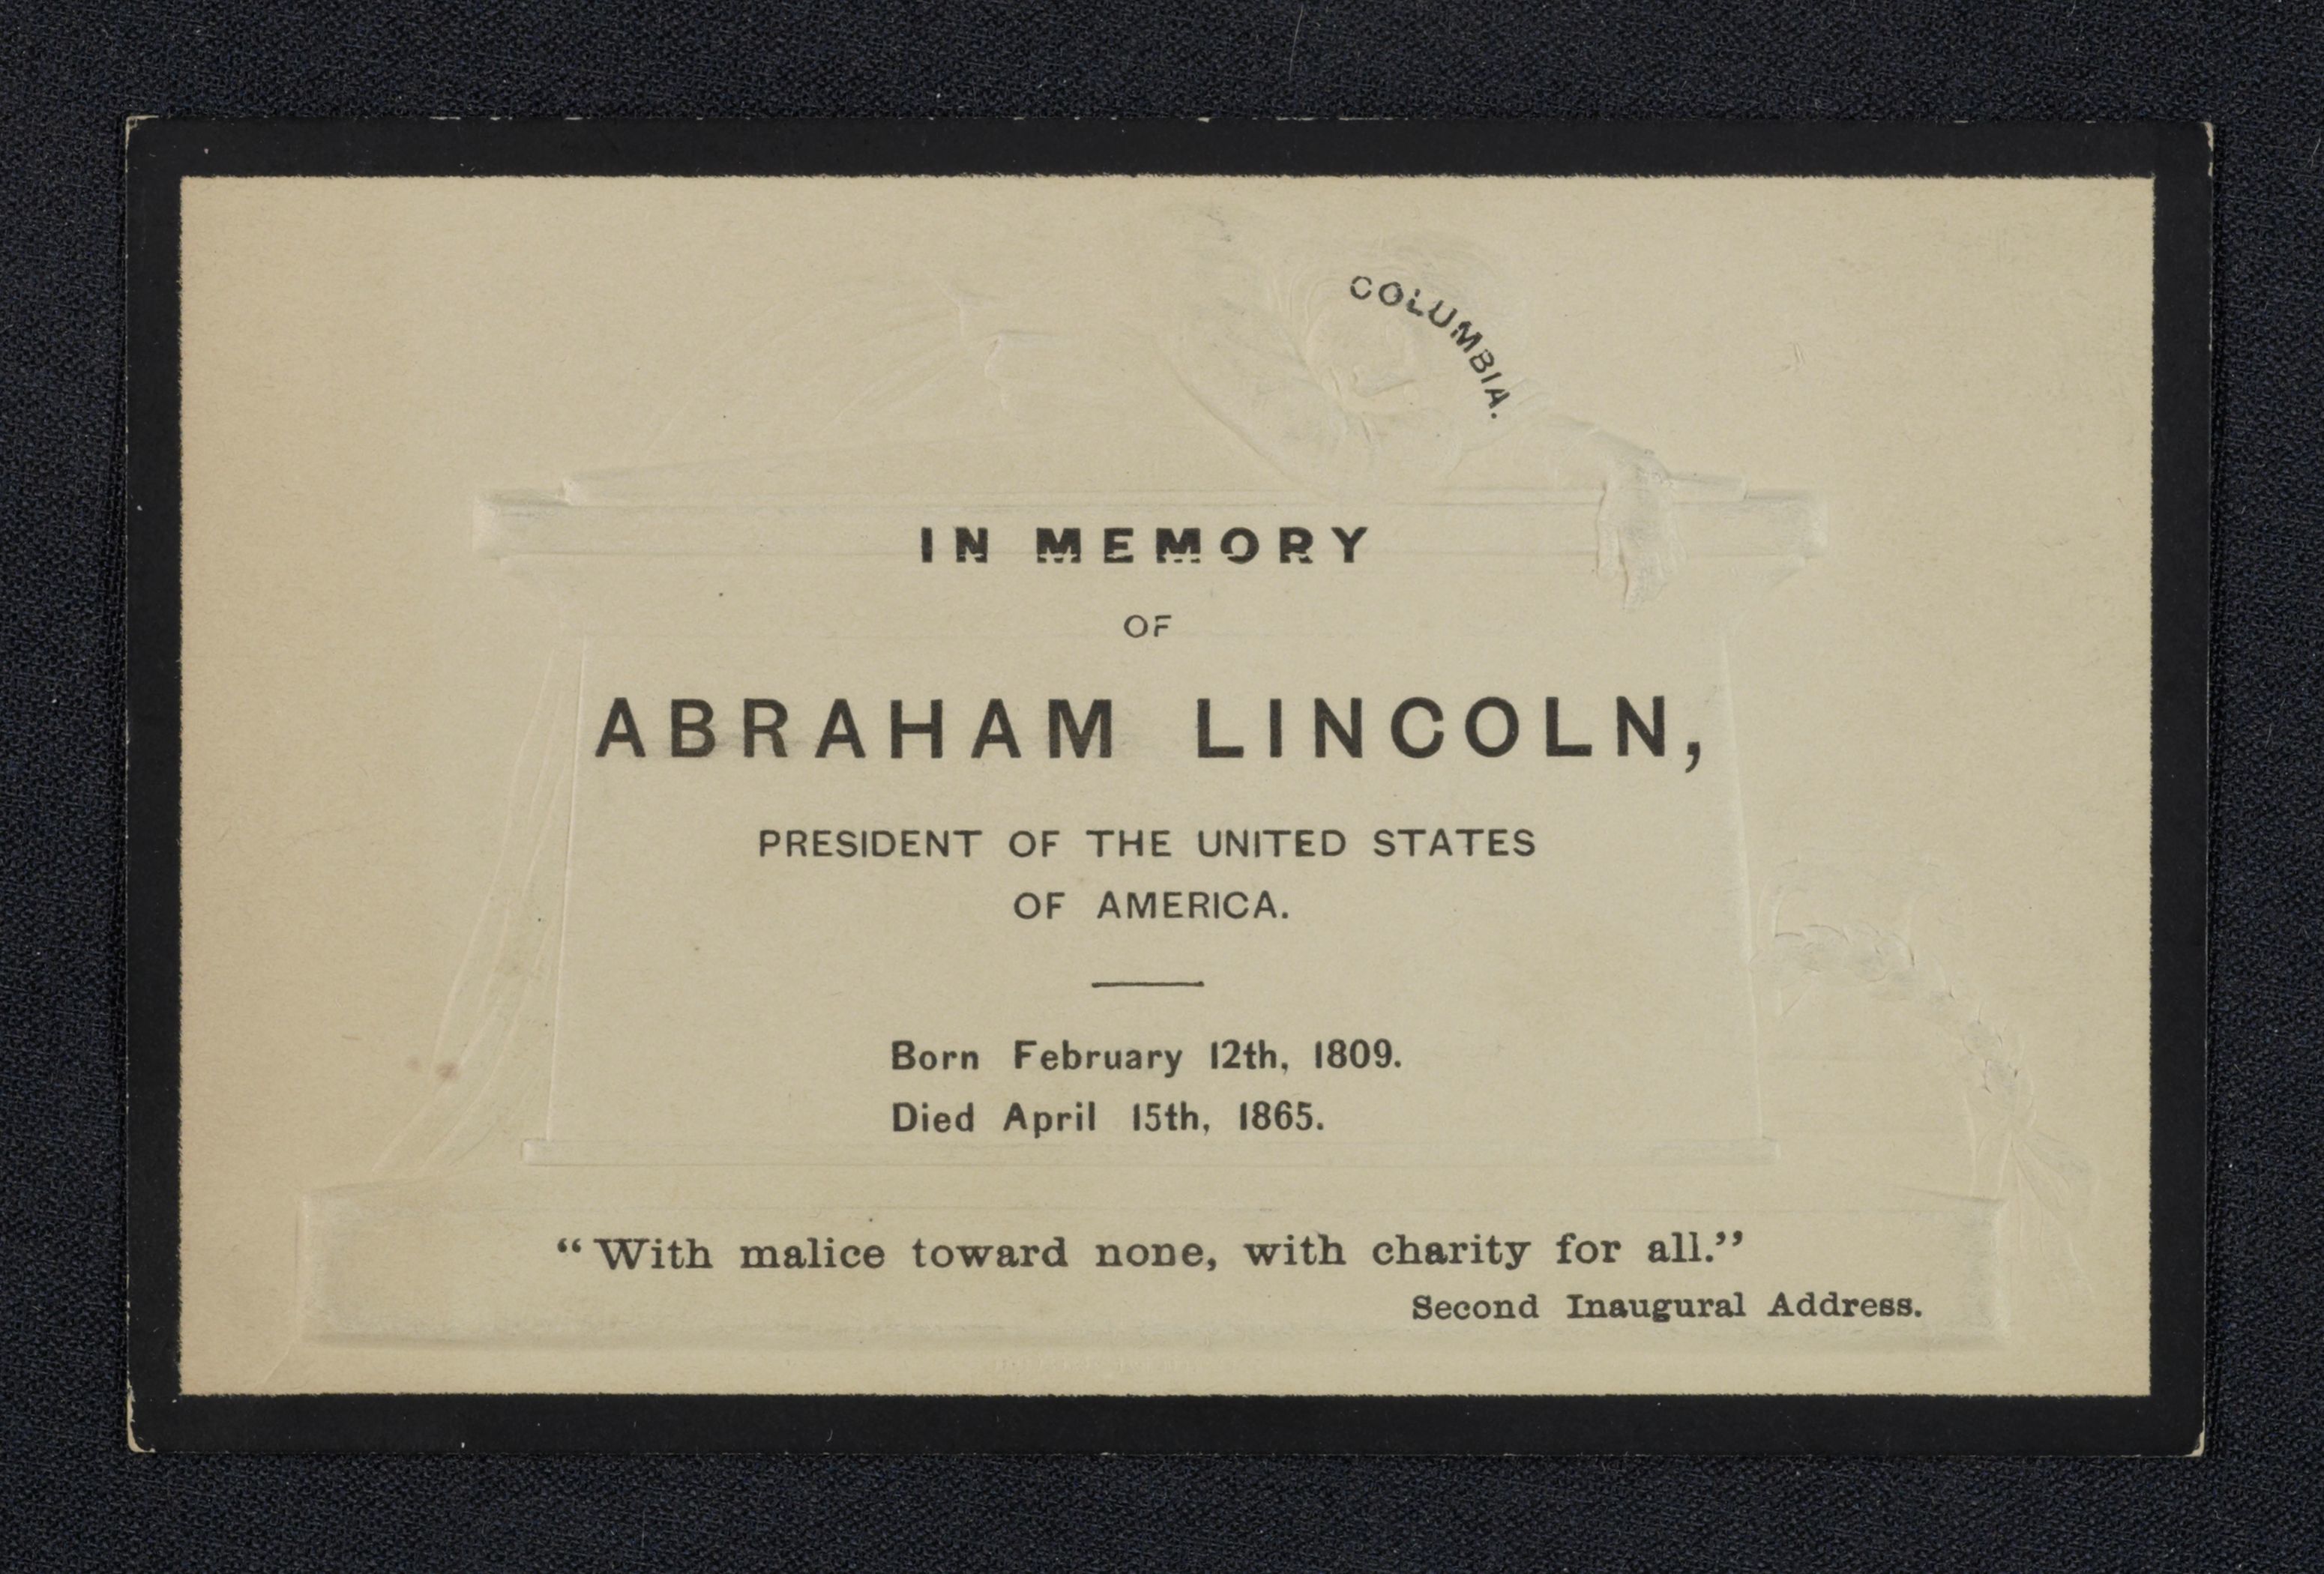 COLUMBIA.
IN MEMORY
OF
ABRAHAM LINCOLN,
PRESIDENT OF THE UNITED STATES
OF AMERICA.
Born February 12th, 1809.
Died April 15th, 1865.
“With malice toward none, with charity for all.”
Second Inaugural Address.